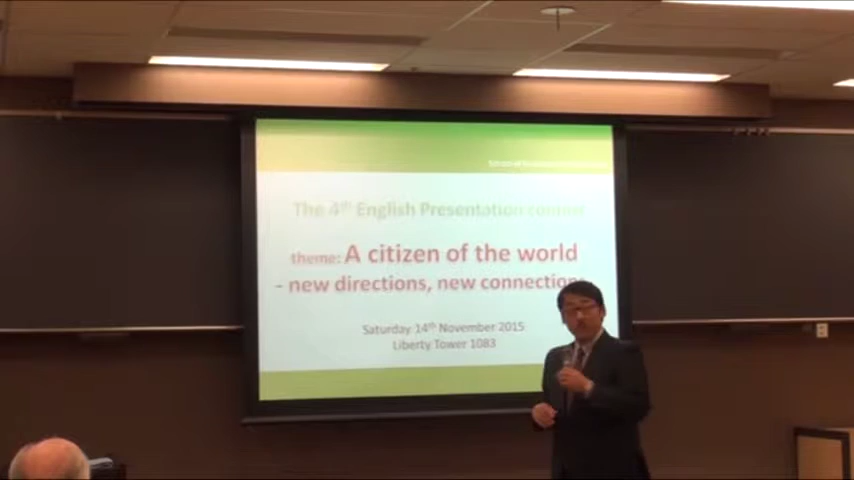 The 4th English Presentation contest
theme: A citizen of the world
- new directions, new connections
Saturday 14th November 2015
Liberty Tower 1083